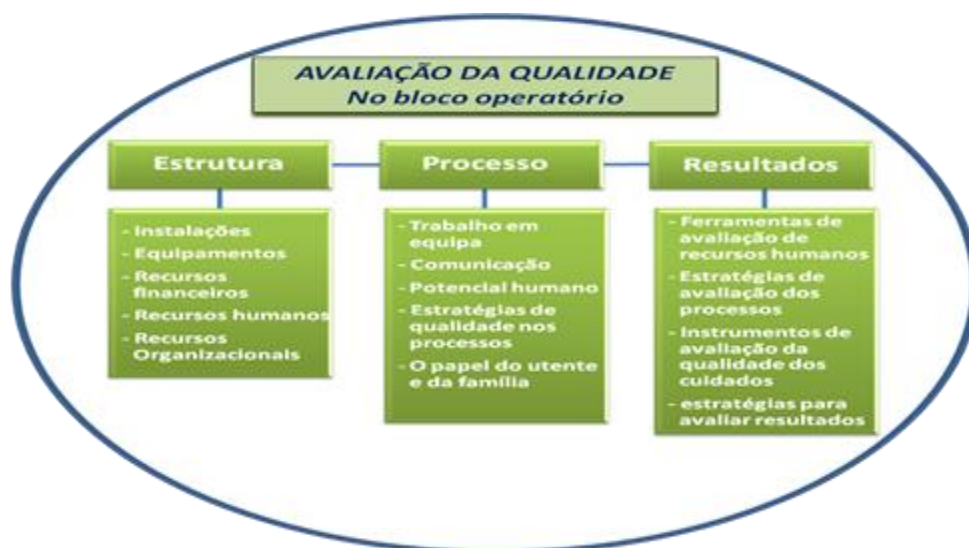 AVALIAÇÃO DA QUALIDADE
No bloco operatório
Estrutura
- Instalações
- Equipamentos
- Recursos
financeiros
- Recursos humanos
- Recursos
Organizacionais
Processo
- Trabalho em
equipa
- Comunicação
- Potencial humano
- Estratégias de
qualidade nos
processos
- O papel do utente
e da família
Resultados
- Ferramentas de
avaliação de
recursos humanos
- Estratégias de
avaliação dos
processos
- Instrumentos de
avaliação da
qualidade dos
cuidados
- estratégias para
avaliar resultados